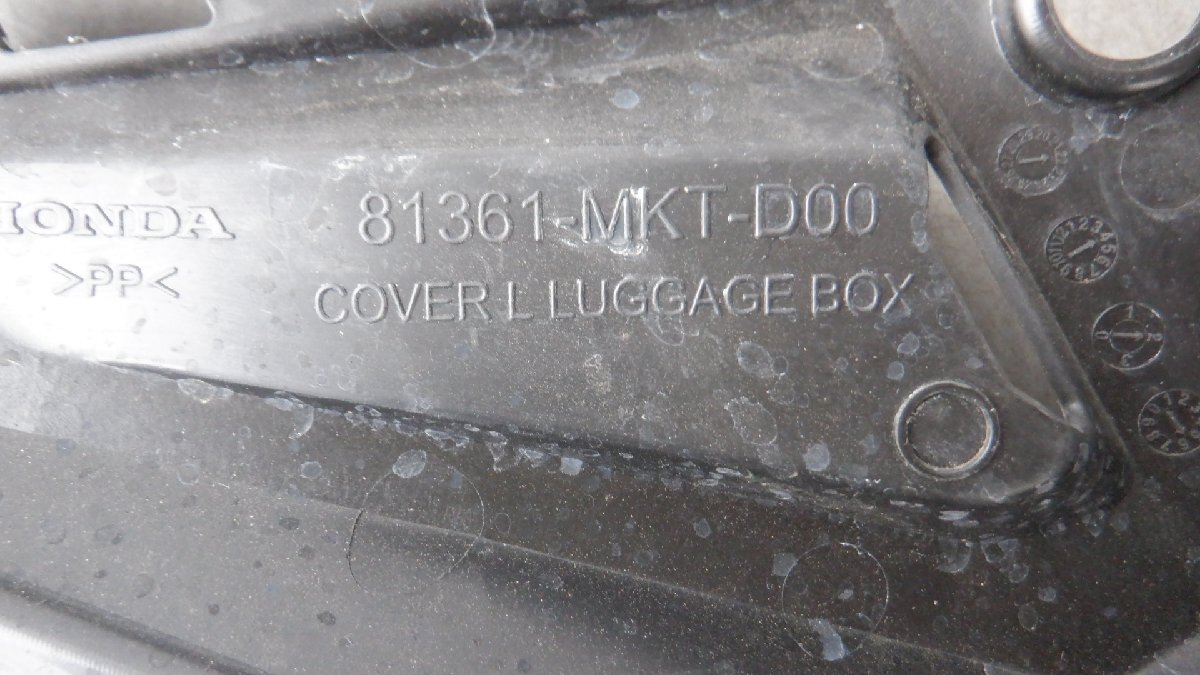 HONDA
81361-MKT-D00
>PP<
COVER L LUGGAGE BOX